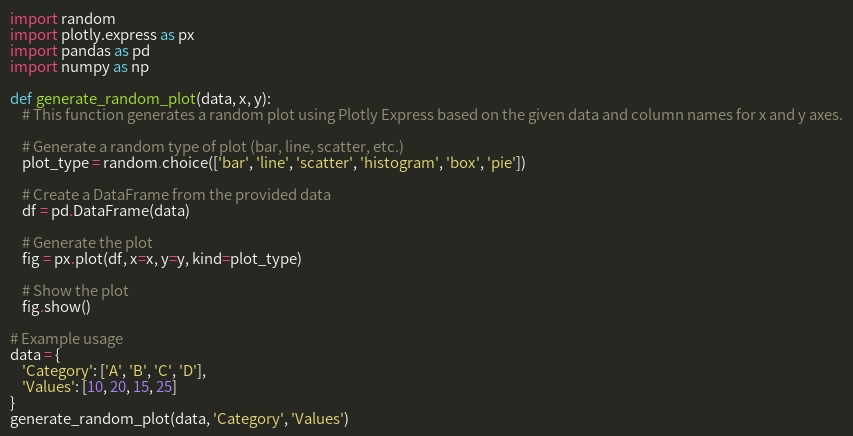 import random
import plotly.express as px
import pandas as pd
import numpy as np

def generate_random_plot(data, x, y):
    # This function generates a random plot using Plotly Express based on the given data and column names for x and y axes.

    # Generate a random type of plot (bar, line, scatter, etc.)
    plot_type = random.choice(['bar', 'line', 'scatter', 'histogram', 'box', 'pie'])

    # Create a DataFrame from the provided data
    df = pd.DataFrame(data)

    # Generate the plot
    fig = px.plot(df, x=x, y=y, kind=plot_type)

    # Show the plot
    fig.show()

# Example usage
data = {
    'Category': ['A', 'B', 'C', 'D'],
    'Values': [10, 20, 15, 25]
}
generate_random_plot(data, 'Category', 'Values')